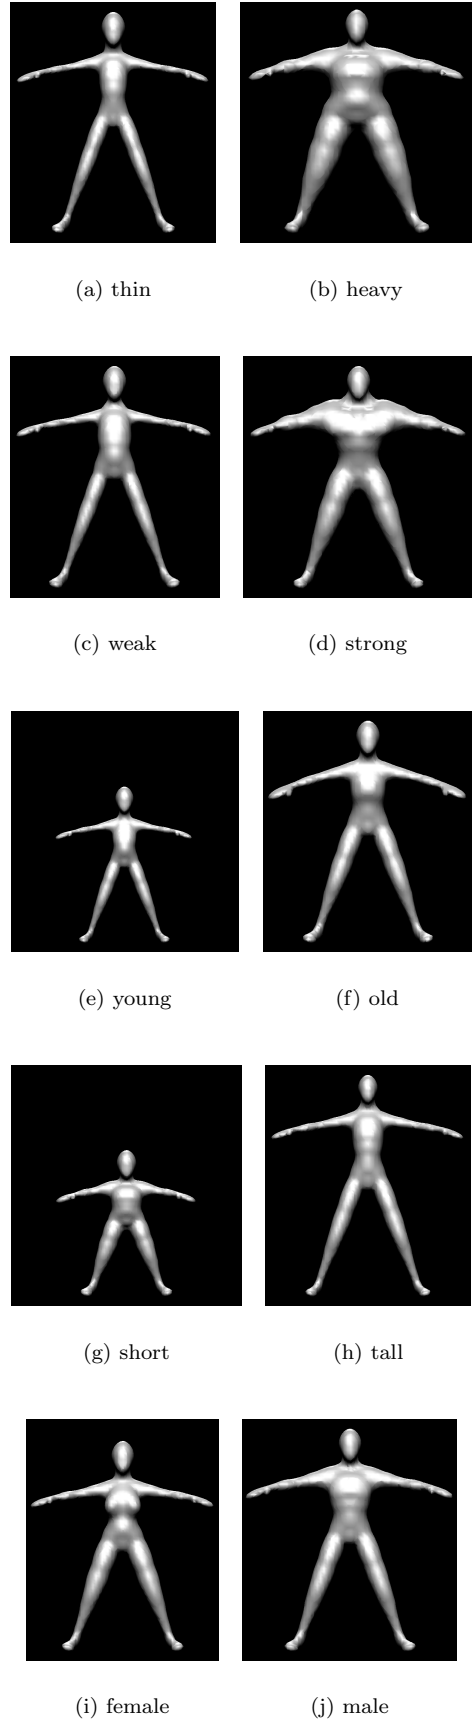 (a) thin
(b) heavy
(c) weak
(d) strong
(e) young
(f) old
(g) short
(h) tall
(i) female
(j) male